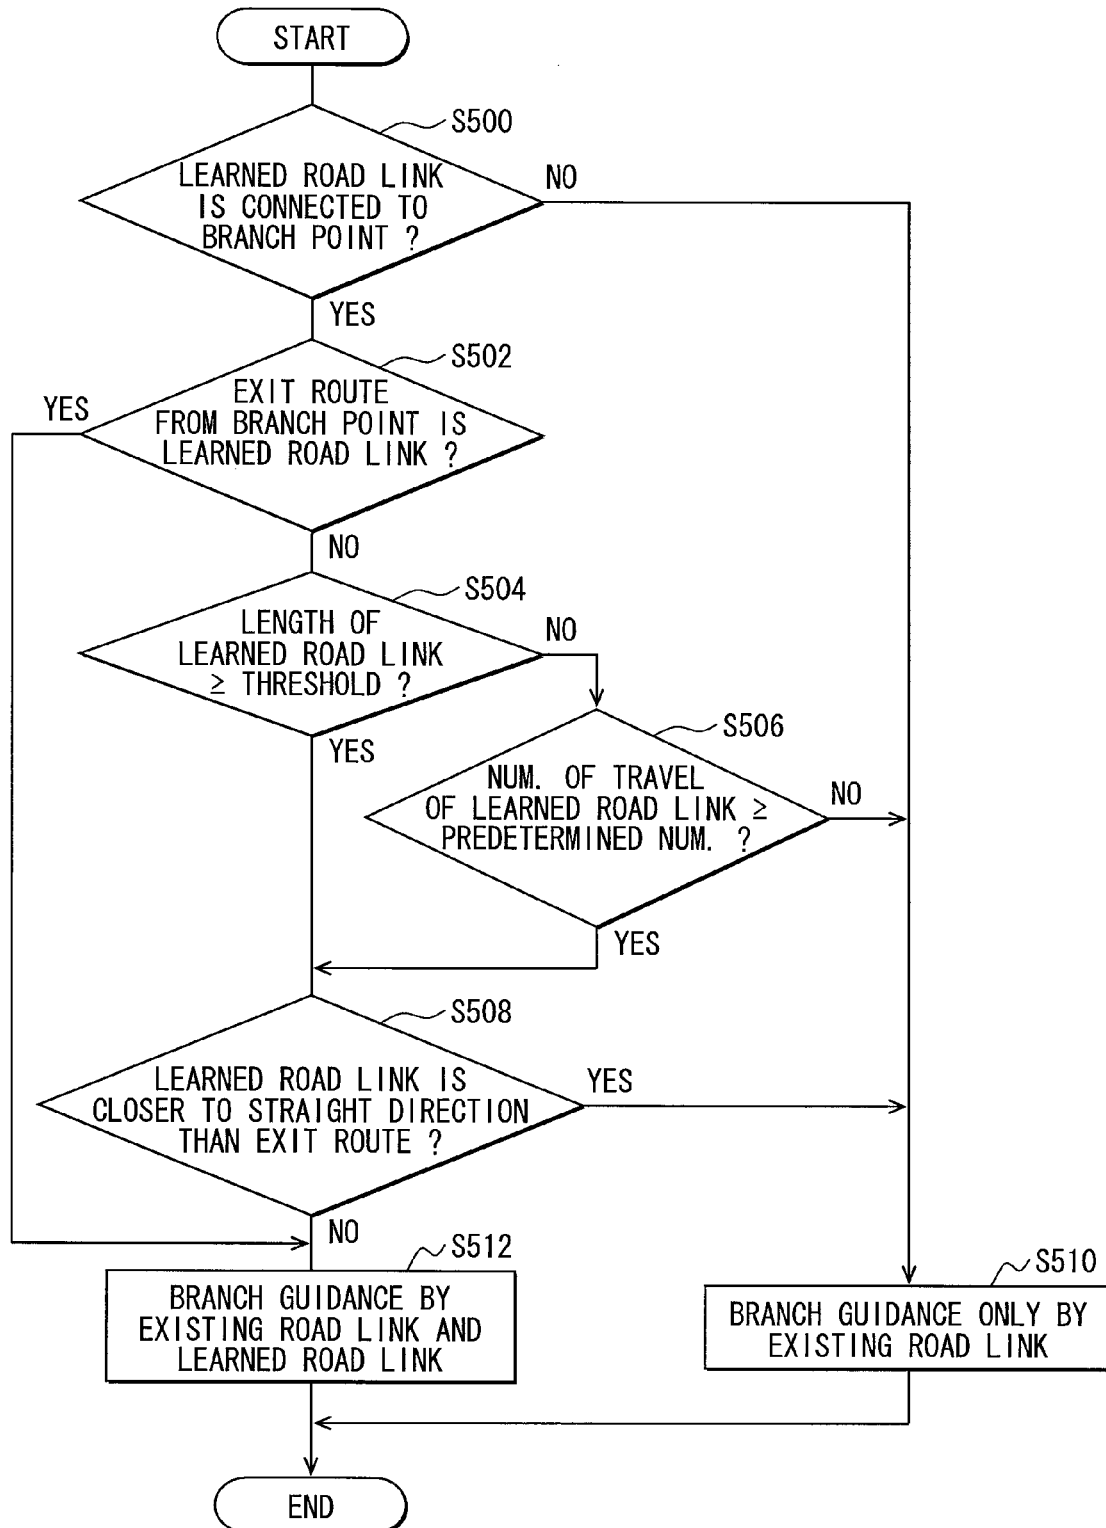 START
S500
LEARNED ROAD LINK
IS CONNECTED TO
BRANCH POINT ?
NO
YES
S502
EXIT ROUTE
FROM BRANCH POINT IS
LEARNED ROAD LINK ?
YES
NO
S504
LENGTH OF
LEARNED ROAD LINK
≥ THRESHOLD ?
NO
YES
S506
NUM. OF TRAVEL
OF LEARNED ROAD LINK ≥
PREDETERMINED NUM. ?
NO
YES
S508
LEARNED ROAD LINK IS
CLOSER TO STRAIGHT DIRECTION
THAN EXIT ROUTE ?
YES
NO
S512
BRANCH GUIDANCE BY
EXISTING ROAD LINK AND
LEARNED ROAD LINK
S510
BRANCH GUIDANCE ONLY BY
EXISTING ROAD LINK
END